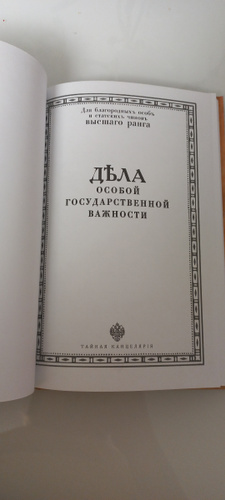 Для благородныхъ особъ
и статскихъ чиновъ
высшаго ранга
ДѢЛА
ОСОБОЙ
ГОСУДАРСТВЕННОЙ
ВАЖНОСТИ
ТАЙНАЯ КАНЦЕЛЯРІЯ